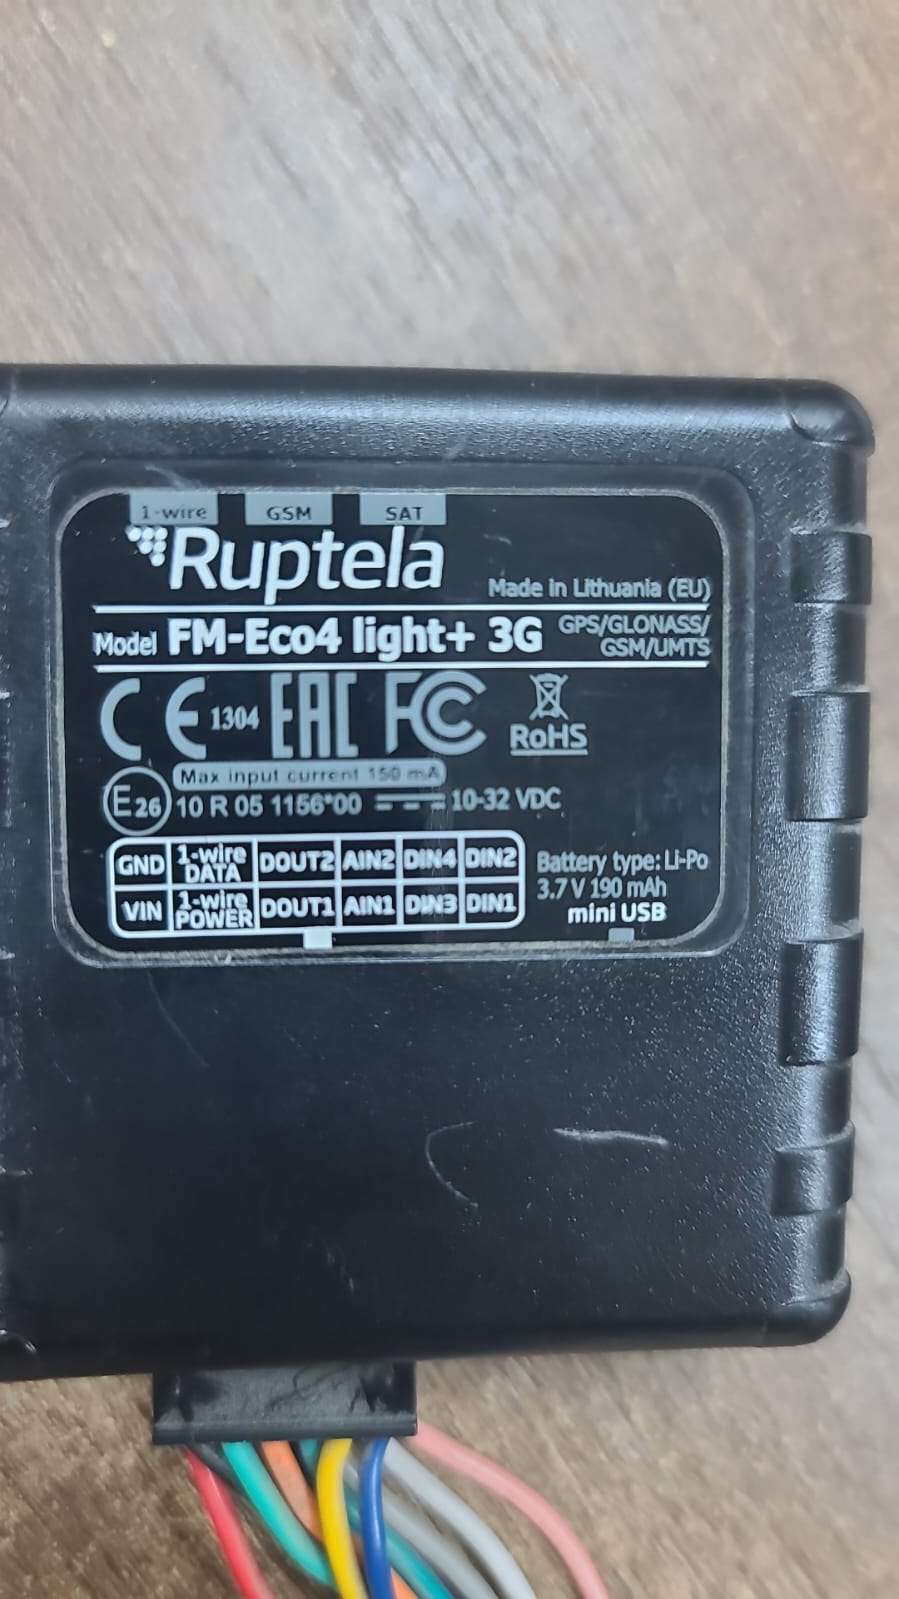 1-wire GSM SAT
Ruptela
Made in Lithuania (EU)
Model FM-Eco4 light+ 3G GPS/GLONASS/
GSM/UMTS
CE 1304 EAC FC RoHS
Max input current 150 mA
E26 10 R 05 1156*00 10-32 VDC
GND 1-wire DATA DOUT2 AIN2 DIN4 DIN2
VIN 1-wire POWER DOUT1 AIN1 DIN3 DIN1
Battery type: Li-Po
3.7 V 190 mAh
mini USB